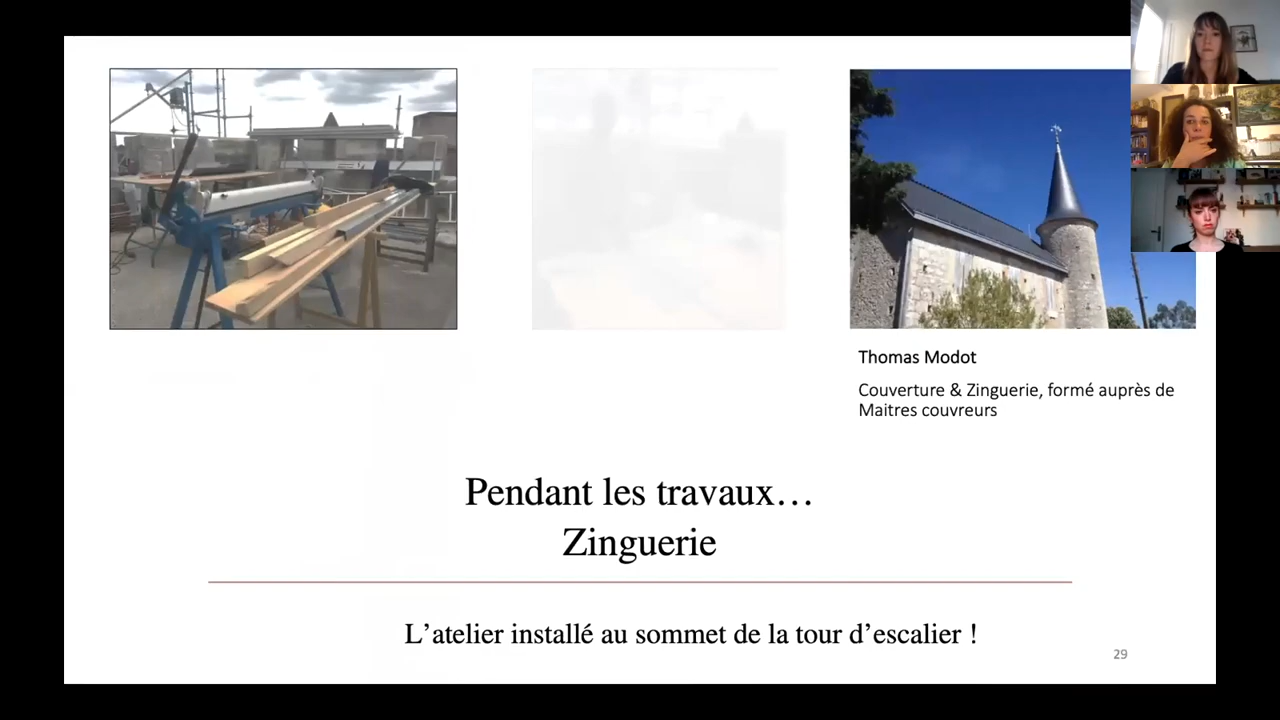 Thomas Modot
Couverture & Zinguerie, formé auprès de
Maitres couvreurs
Pendant les travaux…
Zinguerie
L’atelier installé au sommet de la tour d’escalier !
29